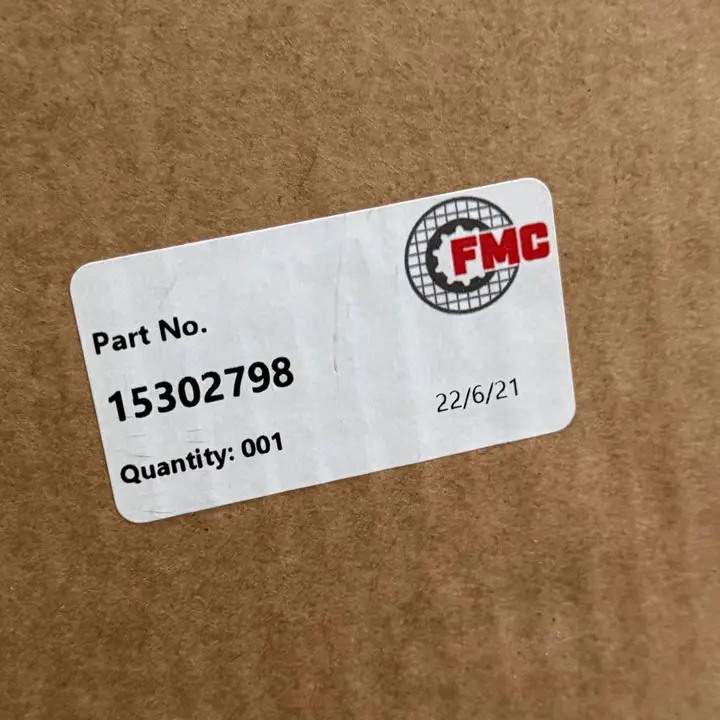 FMC
Part No.
15302798
22/6/21
Quantity: 001